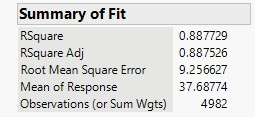 Summary of Fit
RSquare 0.887729
RSquare Adj 0.887526
Root Mean Square Error 9.256627
Mean of Response 37.68774
Observations (or Sum Wgts) 4982